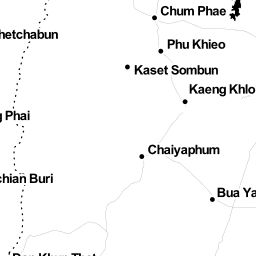 Chum Phae
hetchabun
Phu Khieo
Kaset Sombun
Kaeng Khlo
Phai
Chaiyaphum
chian Buri
Bua Ya